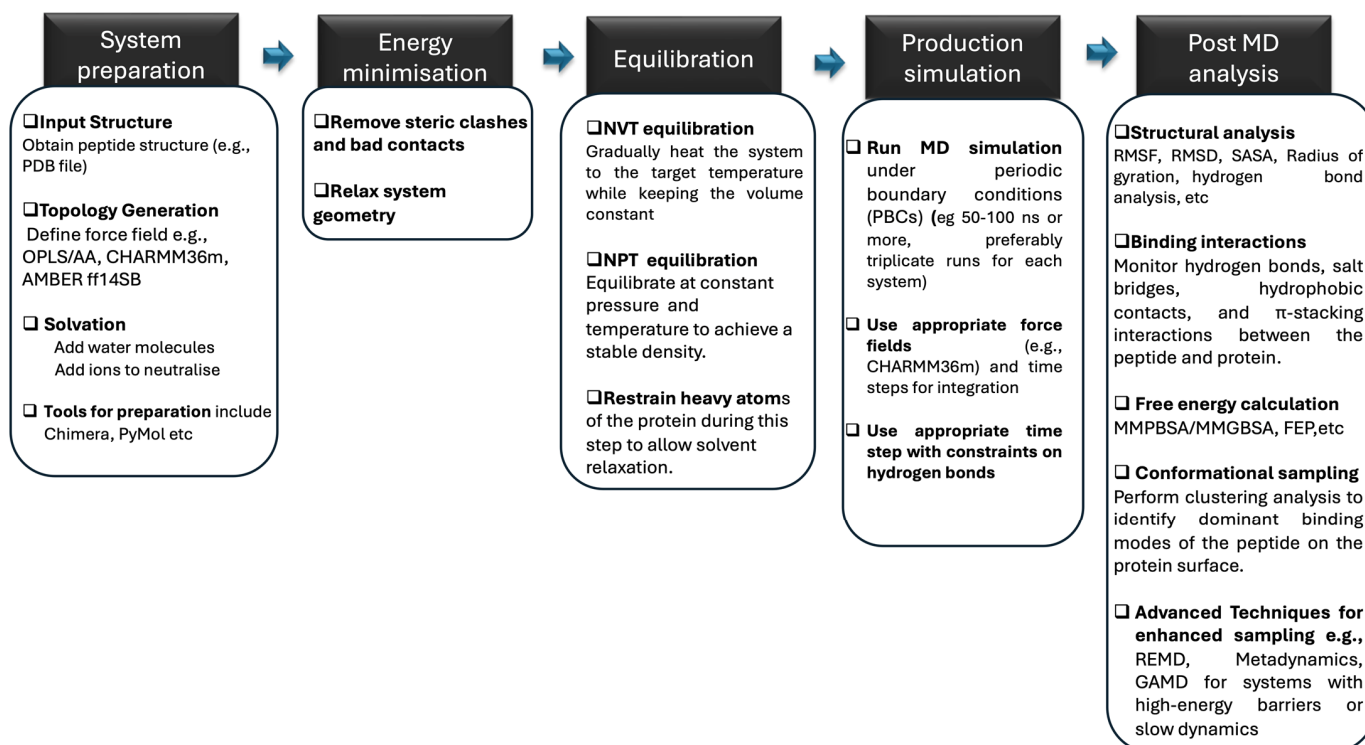 System
preparation
❑Input Structure
Obtain peptide structure (e.g.,
PDB file)
❑Topology Generation
Define force field e.g.,
OPLS/AA, CHARMM36m,
AMBER ff14SB
❑ Solvation
Add water molecules
Add ions to neutralise
❑ Tools for preparation include
Chimera, PyMol etc
Energy
minimisation
❑Remove steric clashes
and bad contacts
❑Relax system
geometry
Equilibration
❑NVT equilibration
Gradually heat the system
to the target temperature
while keeping the volume
constant
❑NPT equilibration
Equilibrate at constant
pressure and
temperature to achieve a
stable density.
❑Restrain heavy atoms
of the protein during this
step to allow solvent
relaxation.
Production
simulation
❑ Run MD simulation
under periodic
boundary conditions
(PBCs) (eg 50-100 ns or
more, preferably
triplicate runs for each
system)
❑ Use appropriate force
fields (e.g.,
CHARMM36m) and time
steps for integration
❑ Use appropriate time
step with constraints on
hydrogen bonds
Post MD
analysis
❑Structural analysis
RMSF, RMSD, SASA, Radius of
gyration, hydrogen bond
analysis, etc
❑Binding interactions
Monitor hydrogen bonds, salt
bridges, hydrophobic
contacts, and π-stacking
interactions between the
peptide and protein.
❑ Free energy calculation
MMPBSA/MMGBSA, FEP,etc
❑ Conformational sampling
Perform clustering analysis to
identify dominant binding
modes of the peptide on the
protein surface.
❑ Advanced Techniques for
enhanced sampling e.g.,
REMD, Metadynamics,
GAMD for systems with
high-energy barriers or
slow dynamics